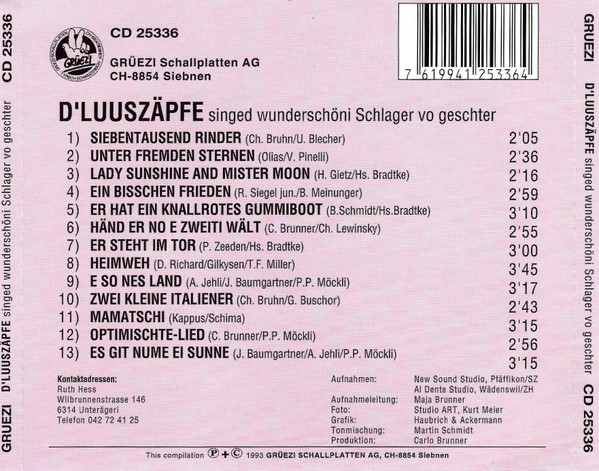 CD 25336
GRÜEZI Schallplatten AG
CH-8854 Siebnen
GRÜEZI
7 619941 253364
D'LUUSZÄPFE singed wunderschöni Schlager vo geschter
1) SIEBENTAUSEND RINDER (Ch. Bruhn/U. Blecher) 2'05
2) UNTER FREMDEN STERNEN (Olias/V. Pinelli) 2'36
3) LADY SUNSHINE AND MISTER MOON (H. Gietz/Hs. Bradtke) 2'16
4) EIN BISSCHEN FRIEDEN (R. Siegel jun./B. Meinunger) 2'59
5) ER HAT EIN KNALLROTES GUMMIBOOT (B.Schmidt/Hs.Bradtke) 3'10
6) HÄND ER NO E ZWEITI WÄLT (C. Brunner/Ch. Lewinsky) 2'55
7) ER STEHT IM TOR (P. Zeeden/Hs. Bradtke) 3'00
8) HEIMWEH (D. Richard/Gilkysen/T.F. Miller) 3'45
9) E SO NES LAND (A. Jehli/J. Baumgartner/P.P. Möckli) 3'17
10) ZWEI KLEINE ITALIENER (Ch. Bruhn/G. Buschor) 2'43
11) MAMATSCHI (Kappus/Schima) 3'15
12) OPTIMISCHTE-LIED (C. Brunner/P.P. Möckli) 2'56
13) ES GIT NUME EI SUNNE (J. Baumgartner/A. Jehli/P.P. Möckli) 3'15
Kontaktadressen:
Ruth Hess
Wilbrunnenstrasse 146
6314 Unterägeri
Telefon 042 72 41 25
Aufnahmen: New Sound Studio, Pfäffikon/SZ
Al Dente Studio, Wädenswil/ZH
Aufnahmeleitung: Maja Brunner
Foto: Studio ART, Kurt Meier
Grafik: Haubrich & Ackermann
Tonmischung: Martin Schmidt
Produktion: Carlo Brunner
This compilation Ⓟ + © 1993 GRÜEZI SCHALLPLATTEN AG, CH-8854 Siebnen
GRUEZI D'LUUSZÄPFE singed wunderschöni Schlager vo geschter CD 25336
GRUEZI D'LUUSZÄPFE singed wunderschöni Schlager vo geschter CD 25336